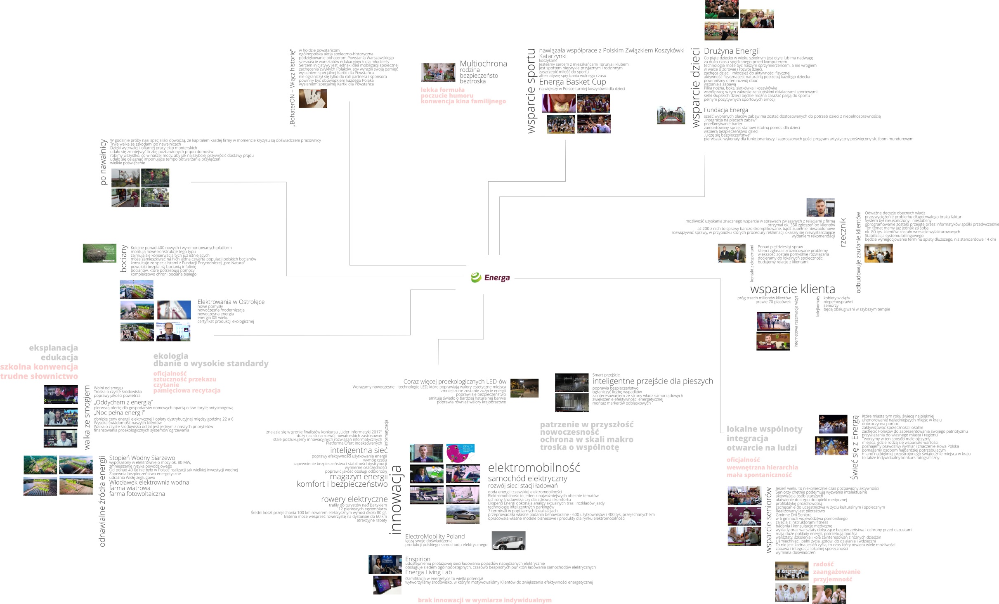 „BohaterON – Włącz historię”
w hołdzie powstańcom
ogólnopolska akcja społeczno-historyczna
podziękowanie bohaterom Powstania Warszawskiego
szesnaście warsztatów edukacyjnych dla młodzieży
Sercem inicjatywy jest jednak idea mobilizacji społecznej
zachęcenia zwykłych Polaków, aby wyrazili swoją pamięć
wysłaniem specjalnej Kartki dla Powstańca
nie ograniczył się tylko do roli partnera i sponsora
powinny być obowiązkiem każdego Polaka
wysłaniem specjalnej Kartki dla Powstańca
Multiochrona
rodzina
bezpieczeństo
beztroska
lekka formuła
poczucie humoru
konwencja kina familijnego
wsparcie sportu
nawiązała współprace z Polskim Związkiem Koszykówki
Katarzynki
koszykarki
Jesteśmy sercem z mieszkańcami Torunia i klubem
jest sportem niezwykle przyjaznym i rodzinnym
zaszczepić miłość do sportu
alternatywę spędzania wolnego czasu
Energa Basket Cup
największy w Polsce turniej koszykówki dla dzieci
wsparcie dzieci
Drużyna Energii
Co piąte dziecko w wieku szkolnym jest otyłe lub ma nadwagę
za dużo czasu spędzanego przed komputerem
technologia może być naszym sprzymierzeńcem, a nie wrogiem
w walce o zdrowie i rozwój dzieci.
zachęca dzieci i młodzież do aktywności fizycznej
aktywność fizyczna jest naturalną potrzebą każdego dziecka
powinniśmy o ten rozwój dbać
wspaniałą zabawą
Piłka nożna, boks, siatkówka i koszykówka
współpracę w tym zakresie ze słupskimi działaczami sportowymi
setki słupskich dzieci będzie można zarażać pasją do sportu
pełnym pozytywnych sportowych emocji
Fundacja Energa
sześć wybranych placów zabaw ma zostać dostosowanych do potrzeb dzieci z niepełnosprawnością
„Integracja na placach zabaw”
przełamywanie barier
zamontowany sprzęt stanowi istotną pomoc dla dzieci
wspiera bezpieczeństwo dzieci
„Uczę się bezpieczeństwa”
pierwszaki wykonały dla funkcjonariuszy i zaproszonych gości program artystyczny poświęcony służbom mundurowym
po nawałnicy
W godzinie próby nasi specjaliści dowodzą, że kapitałem każdej firmy w momencie kryzysu są doświadczeni pracownicy
Trwa walka ze szkodami po nawałnicach
Dzięki wytrwałej i ofiarnej pracy ekip monterskich
udało się zmniejszyć liczbę pozbawionych prądu domostw
robimy wszystko, co w naszej mocy, aby jak najszybciej przywrócić dostawy prądu
udało się osiągnąć imponujące tempo odtwarzania przyłączeń
wielkie poświęcenie
bociany
Kolejne ponad 400 nowych i wyremontowanych platform
montują nowe konstrukcje tego typu
zajmują się konserwacją tych już istniejących
może zamieszkiwać na nich jedna czwarta populacji polskich bocianów
konsultuje ze specjalistami z Fundacji Przyrodniczej „pro Natura”
powołała bezpłatną bocianią infolinię
bocianów, które potrzebują pomocy
kompleksowo chroni bociana białego
Energa
rzecznik
możliwość uzyskania znacznego wsparcia w sprawach związanych z relacjami z firmą
otrzymał ok. 350 zgłoszeń od klientów
aż 200 z nich to sprawy bardzo skomplikowane, bądź zupełnie nieszablonowe
rozwiązywać sprawy, w przypadku których procedury reklamacji okazały się niewystarczające
wydaniem rekomendacji
odbudowuje zaufanie klientów
Odważne decyzje obecnych władz
przezwyciężenie problemu długotrwałego braku faktur
System był nieukończony i niestabilny
oprogramowanie zostało przejęte przez informatyków spółki przedwcześnie
Ten temat mamy już jednak za sobą
ok. 80 tys. klientów zostało wreszcie wyfakturowanych
Stabilizacja systemu billingowego
będzie wynegocjowanie terminu spłaty dłuższego, niż standardowe 14 dni
kontakt z ekspertami
Ponad pięćdziesiąt spraw
klienci zgłaszali zróżnicowane problemy
większość została pomyślnie rozwiązana
docieramy do lokalnych społeczności
budujemy relacje z klientami
wsparcie klienta
próg trzech milionów klientów
prawie 70 placówek
internetowa rezerwacja wizyt
kolejkomaty
kobiety w ciąży
niepełnosprawni
seniorzy
będą obsługiwani w szybszym tempie
Elektrowania w Ostrołęce
nowe pomysły
nowoczesna modernizacja
nowoczesna energia
energia XXI wieku
certyfikat produkcji ekologicznej
eksplanacja
edukacja
szkolna konwencja
trudne słownictwo
ekologia
dbanie o wysokie standardy
oficjalność
sztuczność przekazu
czytanie
pamięciowa recytacja
walka ze smogiem
Wolni od smogu
Troska o czyste środowisko
poprawy jakości powietrza
„Oddycham z energią”
pierwszą ofertę dla gospodarstw domowych opartą o tzw. taryfę antysmogową
„Noc pełna energii”
obniżkę ceny energii elektrycznej i opłaty dystrybucyjnej między godziną 22 a 6
Wysoka świadomość naszych klientów
Walka o czyste środowisko od lat jest jednym z naszych priorytetów
finansowania proekologicznych systemów ogrzewania
odnawialne źródła energii
Stopień Wodny Siarzewo
wyposażony w elektrownię o mocy ok. 80 MW,
zmniejszenie ryzyka powodziowego
Od ponad 40 lat nie było w Polsce realizacji tak wielkiej inwestycji wodnej
Zapewnia bezpieczeństwo energetyczne
udrażnia Wisłę żeglugowo
Włocławek elektrownia wodna
farma wiatrowa
farma fotowoltaiczna
Coraz więcej proekologicznych LED-ów
Wdrażamy nowoczesne – technologie LED, które poprawiają walory estetyczne miejsca
zmniejszone zostanie zużycie energii
poprawi się bezpieczeństwo
emitują światło o bardziej naturalnej barwie
poprawia również walory krajobrazowe
Smart przejście
inteligentne przejście dla pieszych
poprawia bezpieczeństwo
ograniczyć liczbę wypadków
zainteresowaniem ze strony władz samorządowych
zwiększenie efektywności energetycznej
montaż markerów odblaskowych
patrzenie w przyszłość
nowoczesność
ochrona w skali makro
troska o wspólnotę
informatyzacja
znalazła się w gronie finalistów konkursu „Lider Informatyki 2017”
duży nacisk na rozwój nowatorskich zastosowań
stale poszukujemy innowacyjnych rozwiązań informatycznych
Platforma Ofert Indeksowanych
inteligentna sieć
poprawy efektywności użytkowania energii
wymóg czasu
zapewnienie bezpieczeństwa i stabilności dystrybucji
wymierne oszczędności
poprawić jakość obsługi odbiorców
magazyn energii
komfort i bezpieczeństwo
rowery elektryczne
trafiły do turystów nad Bałtykiem
12 pierwszych egzemplarzy
Średni koszt przejechania 100 km rowerem elektrycznym wynosi około 80 gr.
Bateria może wesprzeć rowerzystę na dystansie do 60 km
atrakcyjne rabaty
innowacja
elektromobilność
samochód elektryczny
rozwój sieci stacji ładowań
doda energii tczewskiej elektromobilności
Elektromobilność to jeden z najważniejszych obecnie tematów
ochrony środowiska czy dla zdrowia i komfortu
Eksperci Energi dokonają analizy aktualnych tras i rozkładów jazdy
technologię inteligentnych parkingów
7 terminali w popularnych lokalizacjach
przeprowadziła własne badania behawioralne - 600 użytkowników i 400 tys. przejechanych km
opracowała własne modele biznesowe i produkty dla rynku elektromobilności
ElectroMobility Poland
łączą swoje doświadczenia
produkcji polskiego samochodu elektrycznego
Enspirion
udostępnieniu pilotażowej sieci ładowania pojazdów napędzanych elektrycznie
obsługuje siedem ogólnodostępnych, czasowo bezpłatnych punktów ładowania samochodów elektrycznych
Energa Living Lab
Gamifikacja w energetyce to wielki potencjał
wytworzyliśmy środowisko, w którym motywowaliśmy Klientów do zwiększenia efektywności energetycznej
brak innowacji w wymiarze indywidualnym
lokalne wspólnoty
integracja
otwarcie na ludzi
oficjalność
wewnętrzna hierarchia
mała spontaniczność
Świeć się z Energą
Które miasta tym roku świecą najpiękniej
uhonorowanie najładniejszych miejsc w kraju
dobroczynna pomoc
zaktywizować społeczności lokalne
zachęcić Polaków do zaprezentowania swojego patriotyzmu
przywiązania do własnego miasta i regionu
Tworzymy w ten sposób małe ojczyzny
miejsca, gdzie rodzą się wspaniałe wartości
poznajemy prawdziwy wymiar i znaczenie słowa Polska
pomagamy osobom najbardziej potrzebującym
miano najpiękniej przystrojonego świątecznie miejsca w kraju
to także indywidualny konkurs fotograficzny
wsparcie seniorów
Jesień wieku to niekoniecznie czas pozbawiony aktywności
Seniorzy chętnie podejmują wyzwania intelektualne
aktywizacja osób starszych
ułatwienie dostępu do opieki medycznej
profilaktykę prozdrowotną
zachęcanie do uczestnictwa w życiu kulturalnym i społecznym
Realizowany jest pilotażowo
Gminne Dni Seniora
w 6 gminach województwa pomorskiego
zajęcia z instruktorami fitness
badania i konsultacje medyczne
wykłady oraz warsztaty dotyczące bezpieczeństwa i ochrony przed oszustami
mają duże pokłady energii, potrzebują bodźca
warsztaty, szkolenia i koła zainteresowań z różnych dziedzin
Uśmiechnięci, pełni życia, gotowi do działania i wdzięczni
To nie jest żadna jesień życia, to czas który otwiera wiele możliwości
zabawa i integracja lokalnej społeczności
wymiana doświadczeń
radość
zaangażowanie
przyjemność